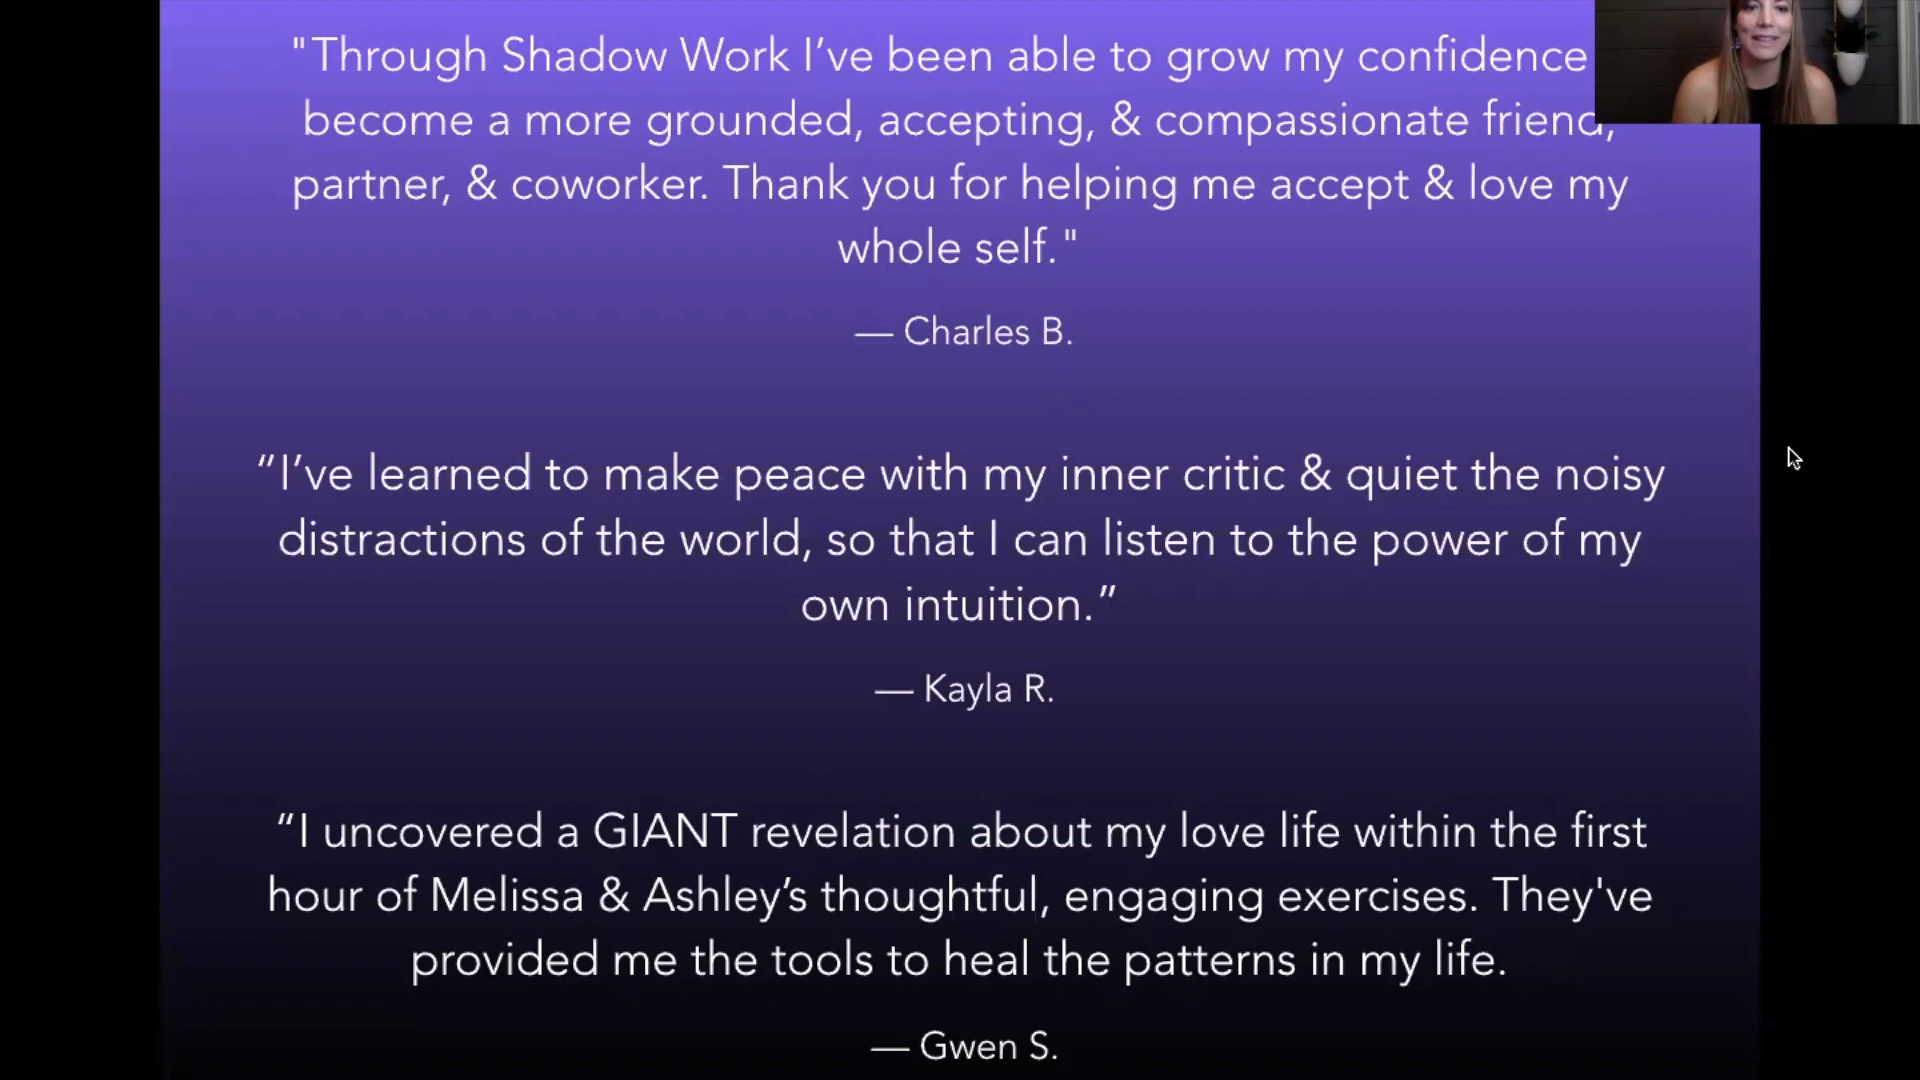 "Through Shadow Work I’ve been able to grow my confidence
become a more grounded, accepting, & compassionate friend,
partner, & coworker. Thank you for helping me accept & love my
whole self."
— Charles B.
“I’ve learned to make peace with my inner critic & quiet the noisy
distractions of the world, so that I can listen to the power of my
own intuition.”
— Kayla R.
“I uncovered a GIANT revelation about my love life within the first
hour of Melissa & Ashley’s thoughtful, engaging exercises. They've
provided me the tools to heal the patterns in my life.
— Gwen S.